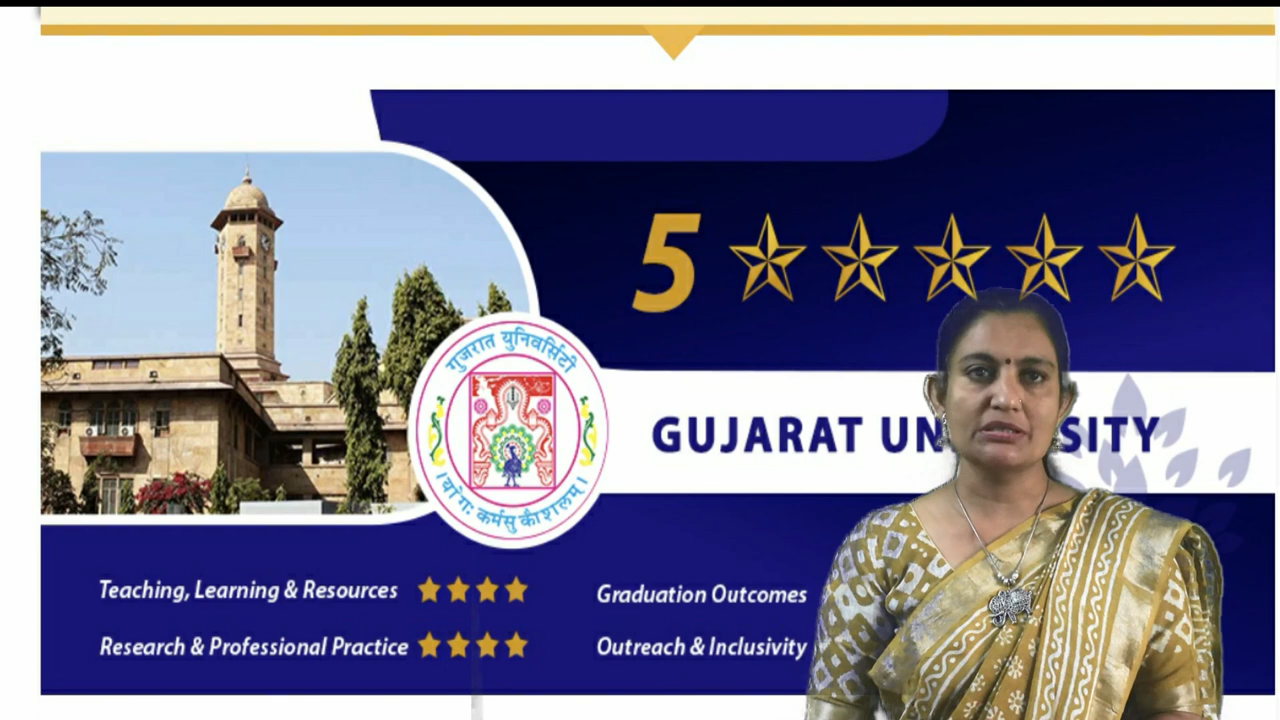 5
GUJARAT UN SITY
गुजरात युनिवर्सिटी
।योगः कर्मसु कौशलम्।
Teaching, Learning & Resources
Graduation Outcomes
Research & Professional Practice
Outreach & Inclusivity